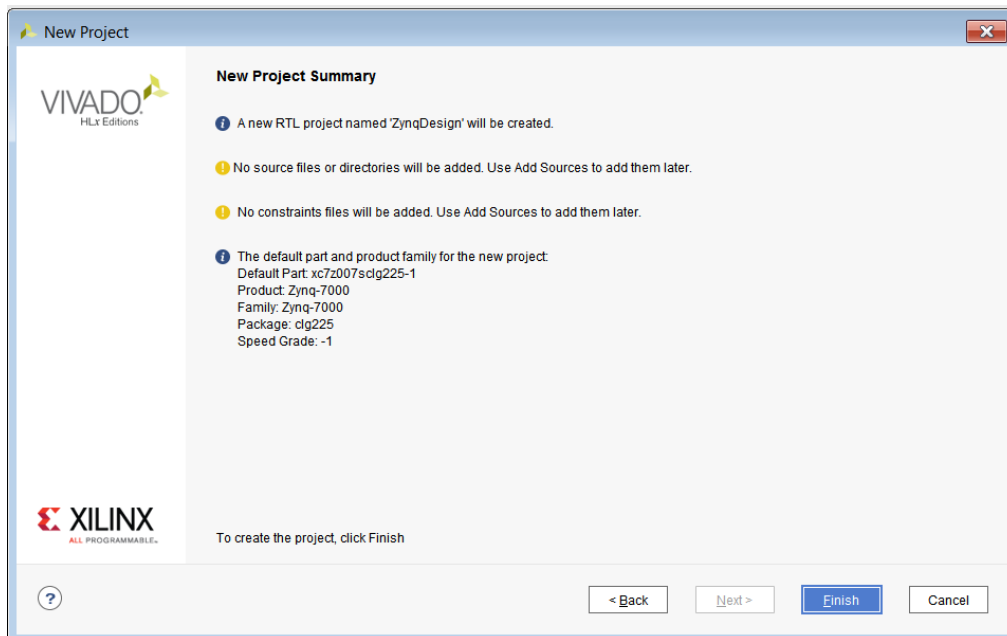 New Project
VIVADO
HLx Editions
New Project Summary
A new RTL project named 'ZynqDesign' will be created.
No source files or directories will be added. Use Add Sources to add them later.
No constraints files will be added. Use Add Sources to add them later.
The default part and product family for the new project:
Default Part: xc7z007sclg225-1
Product: Zynq-7000
Family: Zynq-7000
Package: clg225
Speed Grade: -1
XILINX
ALL PROGRAMMABLE.
To create the project, click Finish
?
< Back
Next >
Finish
Cancel